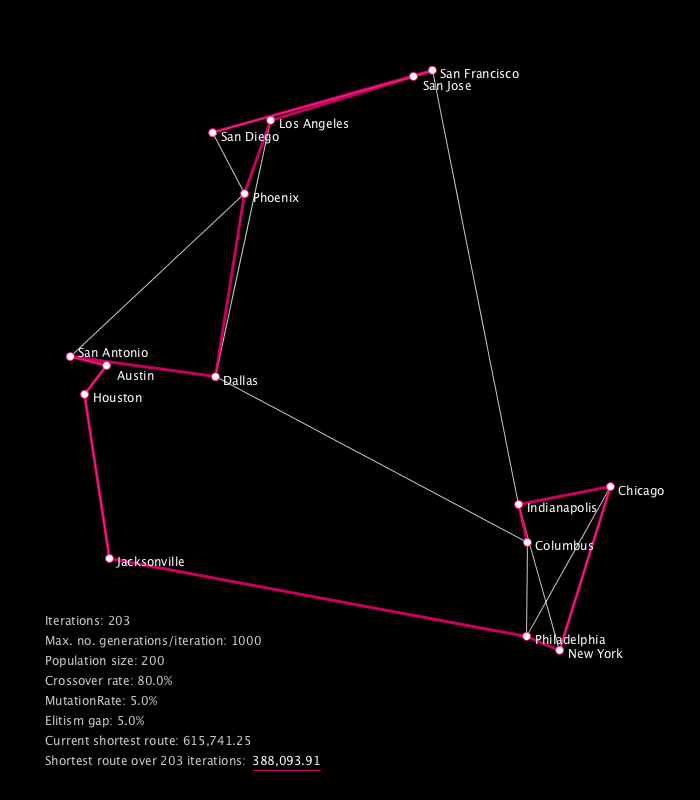 San Francisco
San Jose
Los Angeles
San Diego
Phoenix
San Antonio
Austin
Dallas
Houston
Chicago
Indianapolis
Columbus
Jacksonville
Philadelphia
New York
Iterations: 203
Max. no. generations/iteration: 1000
Population size: 200
Crossover rate: 80.0%
MutationRate: 5.0%
Elitism gap: 5.0%
Current shortest route: 615,741.25
Shortest route over 203 iterations: 388,093.91